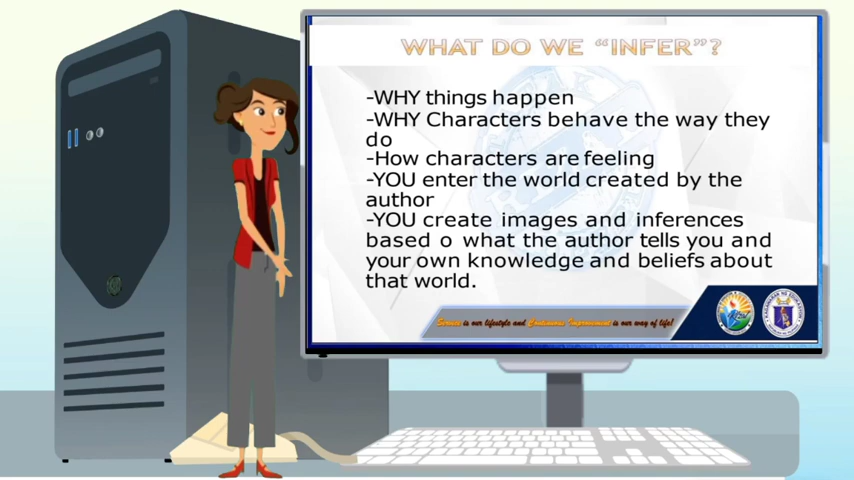 WHAT DO WE “INFER”?
-WHY things happen
-WHY Characters behave the way they
do
-How characters are feeling
-YOU enter the world created by the
author
-YOU create images and inferences
based o what the author tells you and
your own knowledge and beliefs about
that world.
Service is our lifestyle and Continuous Improvement is our way of life!